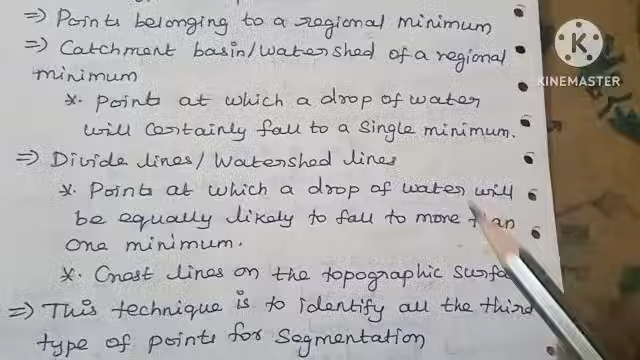 ⇒ Points belonging to a regional minimum
⇒ Catchment basin/watershed of a regional
minimum
*. Points at which a drop of water
will certainly fall to a single minimum.
⇒ Divide lines/Watershed lines
*. Points at which a drop of water will
be equally likely to fall to more than
one minimum.
*. Crest lines on the topographic
⇒ This technique is to identify all the third
type of points for segmentation
KINEMASTER